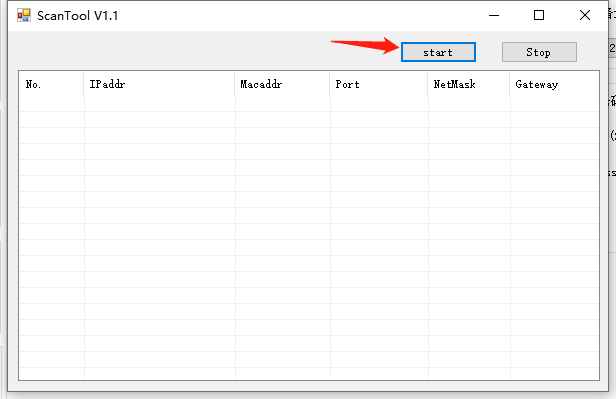 ScanTool V1.1
start Stop
No. IPaddr Macaddr Port NetMask Gateway